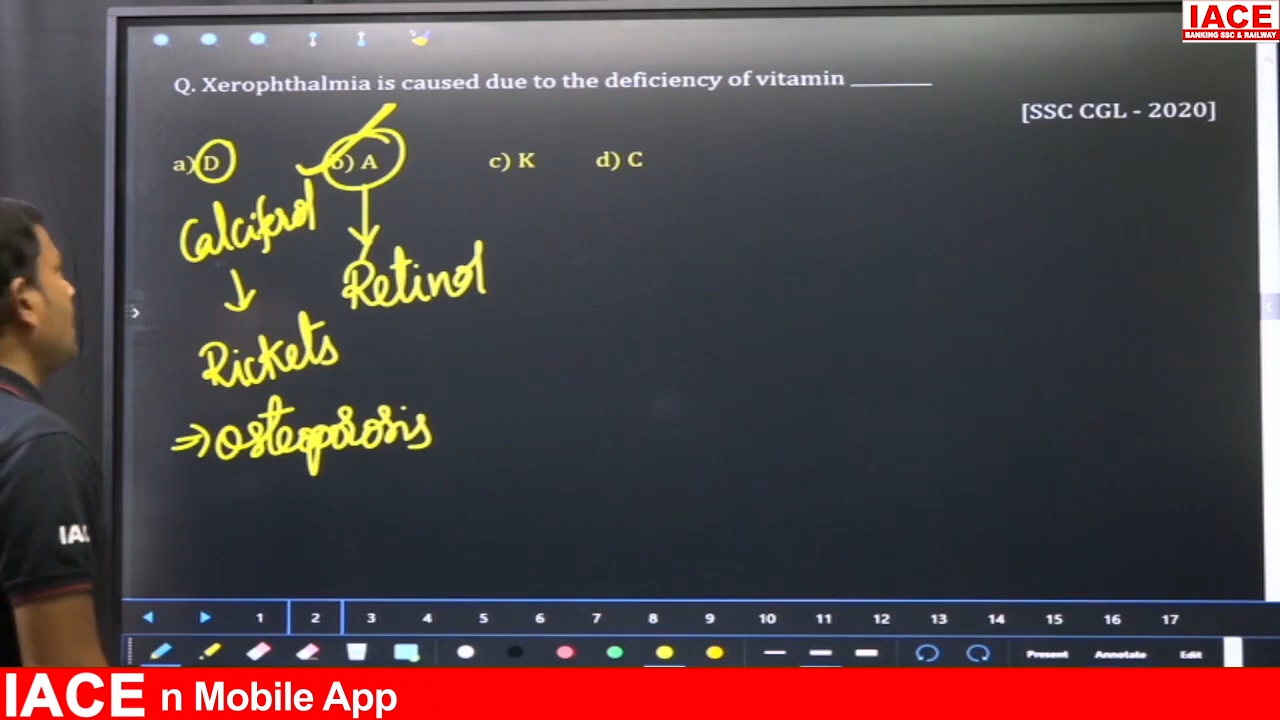 IACE
BANKING SSC & RAILWAY
Q. Xerophthalmia is caused due to the deficiency of vitamin ________
[SSC CGL - 2020]
a) D b) A c) K d) C
Calciferol
Retinol
Rickets
⇒ Osteoporosis
IAC
1 2 3 4 5 6 7 8 9 10 11 12 13 14 15 16 17
Present Annotate Edit
IACE n Mobile App